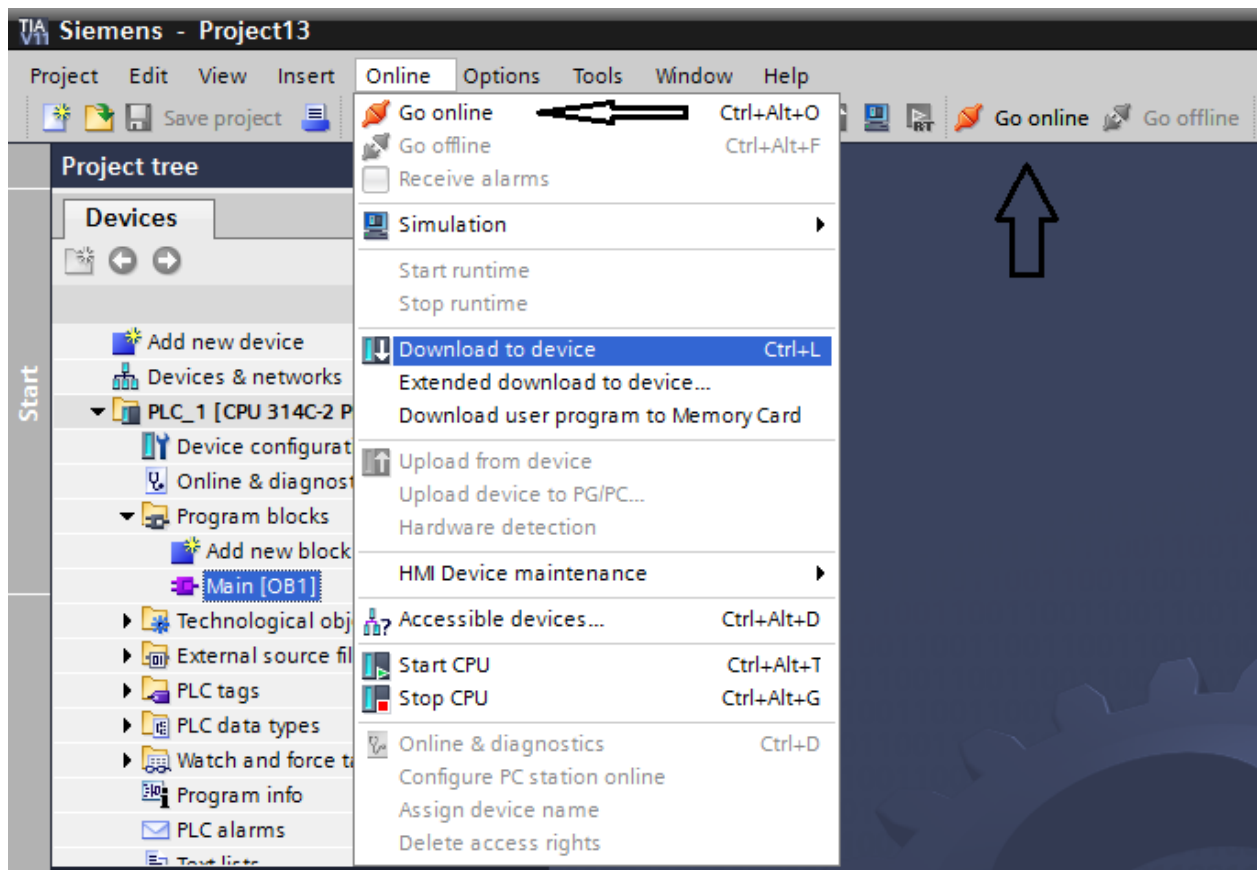 TIA V11 Siemens - Project13
Project Edit View Insert Online Options Tools Window Help
Save project
RT Go online Go offline
Go online Ctrl+Alt+O
Go offline Ctrl+Alt+F
Receive alarms
Simulation
Start runtime
Stop runtime
Download to device Ctrl+L
Extended download to device...
Download user program to Memory Card
Upload from device
Upload device to PG/PC...
Hardware detection
HMI Device maintenance
Accessible devices... Ctrl+Alt+D
Start CPU Ctrl+Alt+T
Stop CPU Ctrl+Alt+G
Online & diagnostics Ctrl+D
Configure PC station online
Assign device name
Delete access rights
Start
Project tree
Devices
Add new device
Devices & networks
PLC_1 [CPU 314C-2 P
Device configurat
Online & diagnost
Program blocks
Add new block
Main [OB1]
Technological obj
External source fil
PLC tags
PLC data types
Watch and force ta
Program info
PLC alarms
Text lists